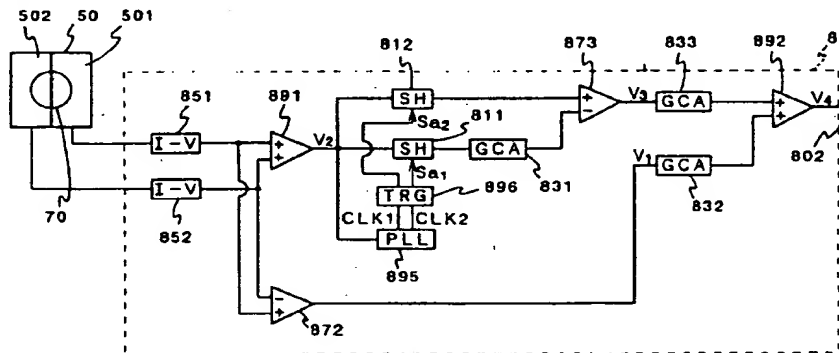 502 50 501
812
873
833
892
8
851
891
V2
SH
V3
GCA
V4
I-V
Sa2
811
SH
GCA
V1
GCA
802
Sa1
831
832
I-V
896
TRG
70
852
CLK1 CLK2
PLL
895
872